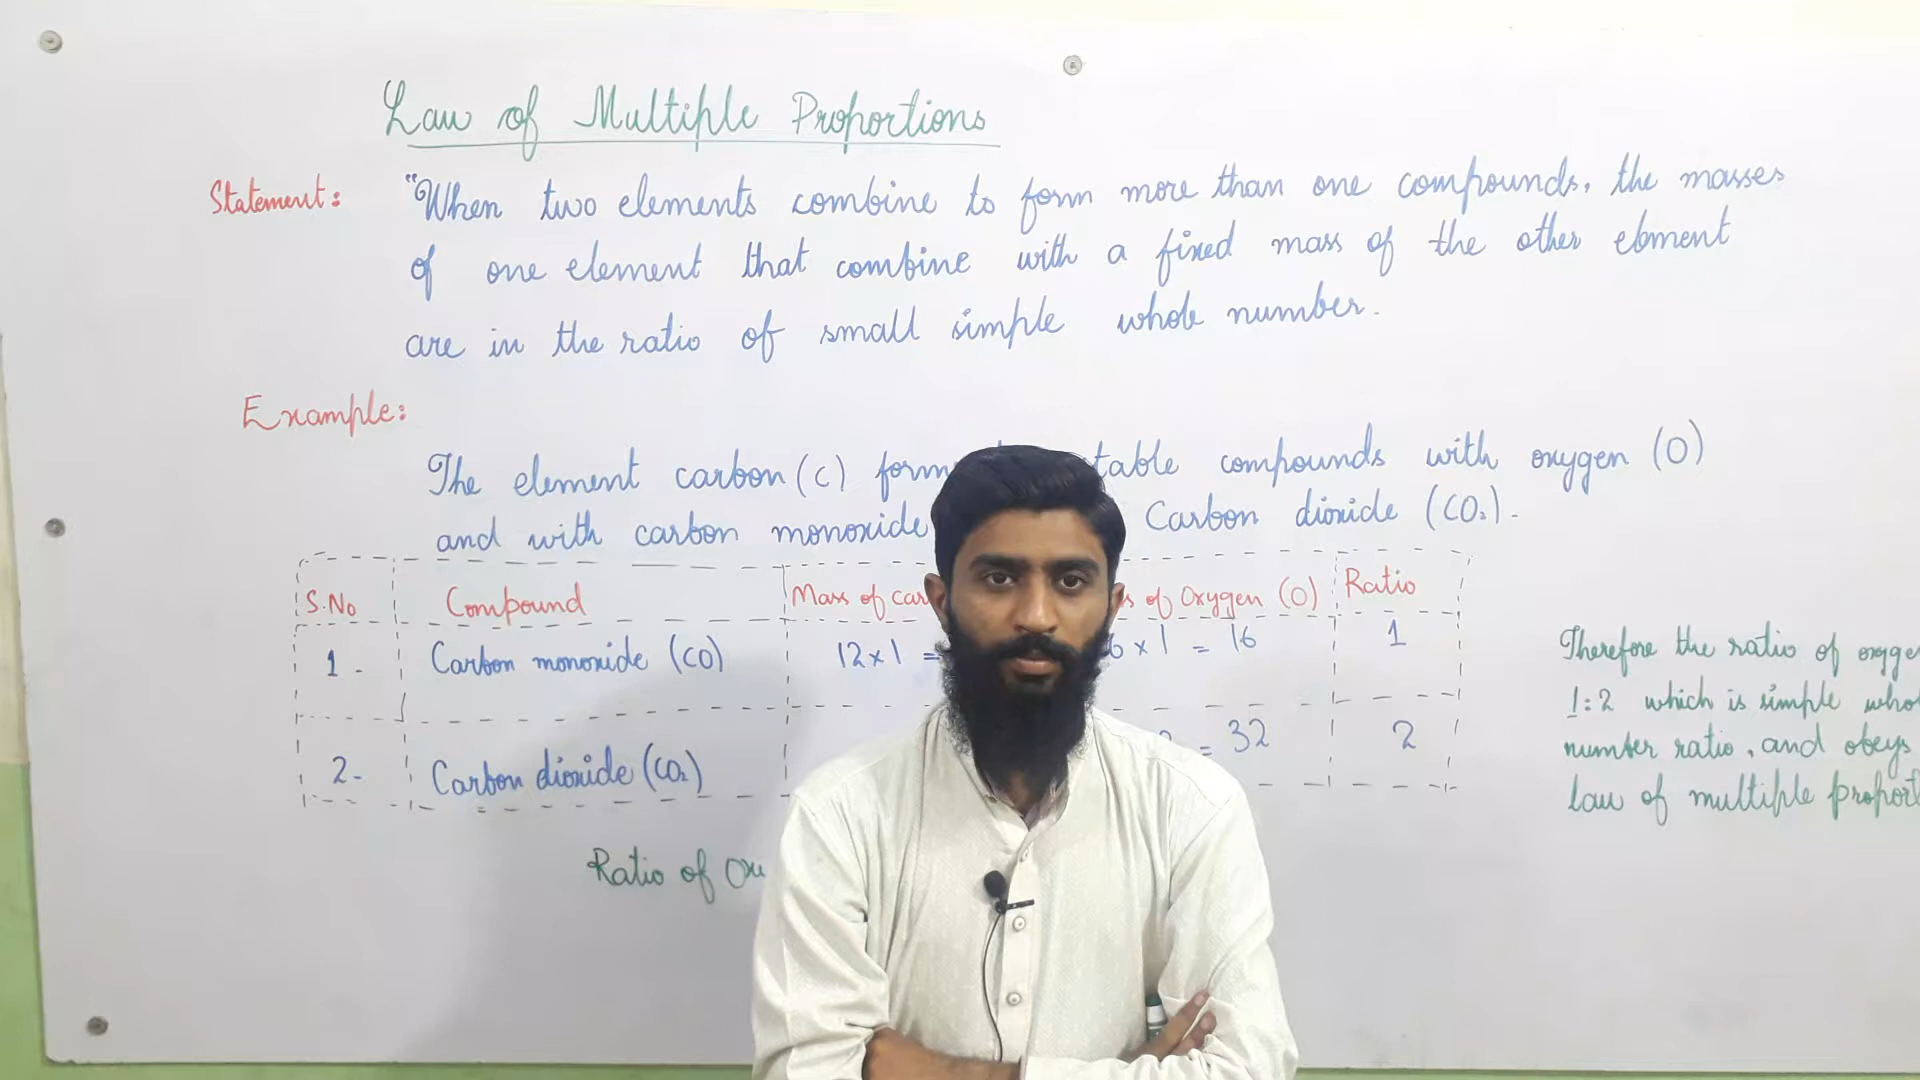 Law of Multiple Proportions
Statement: "When two elements combine to form more than one compounds, the masses
of one element that combine with a fixed mass of the other element
are in the ratio of small simple whole number.
Example:
The element carbon (C) form table compounds with oxygen (O)
and with carbon monoxide Carbon dioxide (CO₂).
S.No Compound Mass of car of Oxygen (O) Ratio
1 - Carbon monoxide (CO) 12x1 = 6 x 1 = 16 1
2 - Carbon dioxide (CO₂) = 32 2
Therefore the ratio of oxyge
1:2 which is simple who
number ratio, and obeys
law of multiple proport
Ratio of Ox